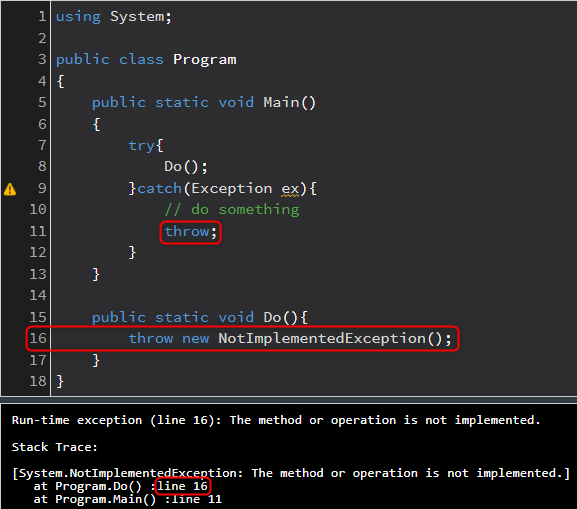 1 using System;
2
3 public class Program
4 {
5 public static void Main()
6 {
7 try{
8 Do();
9 }catch(Exception ex){
10 // do something
11 throw;
12 }
13 }
14
15 public static void Do(){
16 throw new NotImplementedException();
17 }
18 }
Run-time exception (line 16): The method or operation is not implemented.
Stack Trace:
[System.NotImplementedException: The method or operation is not implemented.]
at Program.Do() :line 16
at Program.Main() :line 11